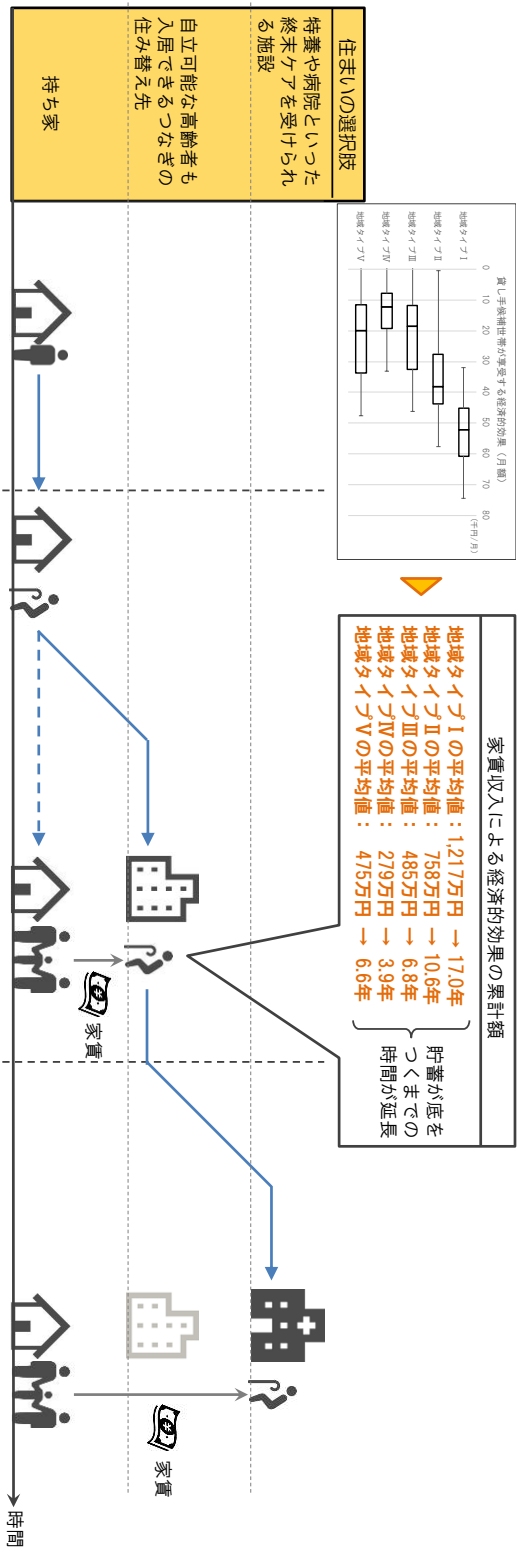 住まいの選択肢
特養や病院といった
終末ケアを受けられ
る施設
自立可能な高齢者も
入居できるつなぎの
住み替え先
持ち家
貸し手候補世帯が享受する経済的効果（月額）
0 10 20 30 40 50 60 70 80
(千円/月)
地域タイプⅠ
地域タイプⅡ
地域タイプⅢ
地域タイプⅣ
地域タイプⅤ
家賃収入による経済的効果の累計額
地域タイプⅠの平均値：1,217万円 → 17.0年
地域タイプⅡの平均値： 758万円 → 10.6年
地域タイプⅢの平均値： 485万円 → 6.8年
地域タイプⅣの平均値： 279万円 → 3.9年
地域タイプⅤの平均値： 475万円 → 6.6年
貯蓄が底を
つくまでの
時間が延長
家賃
家賃
時間